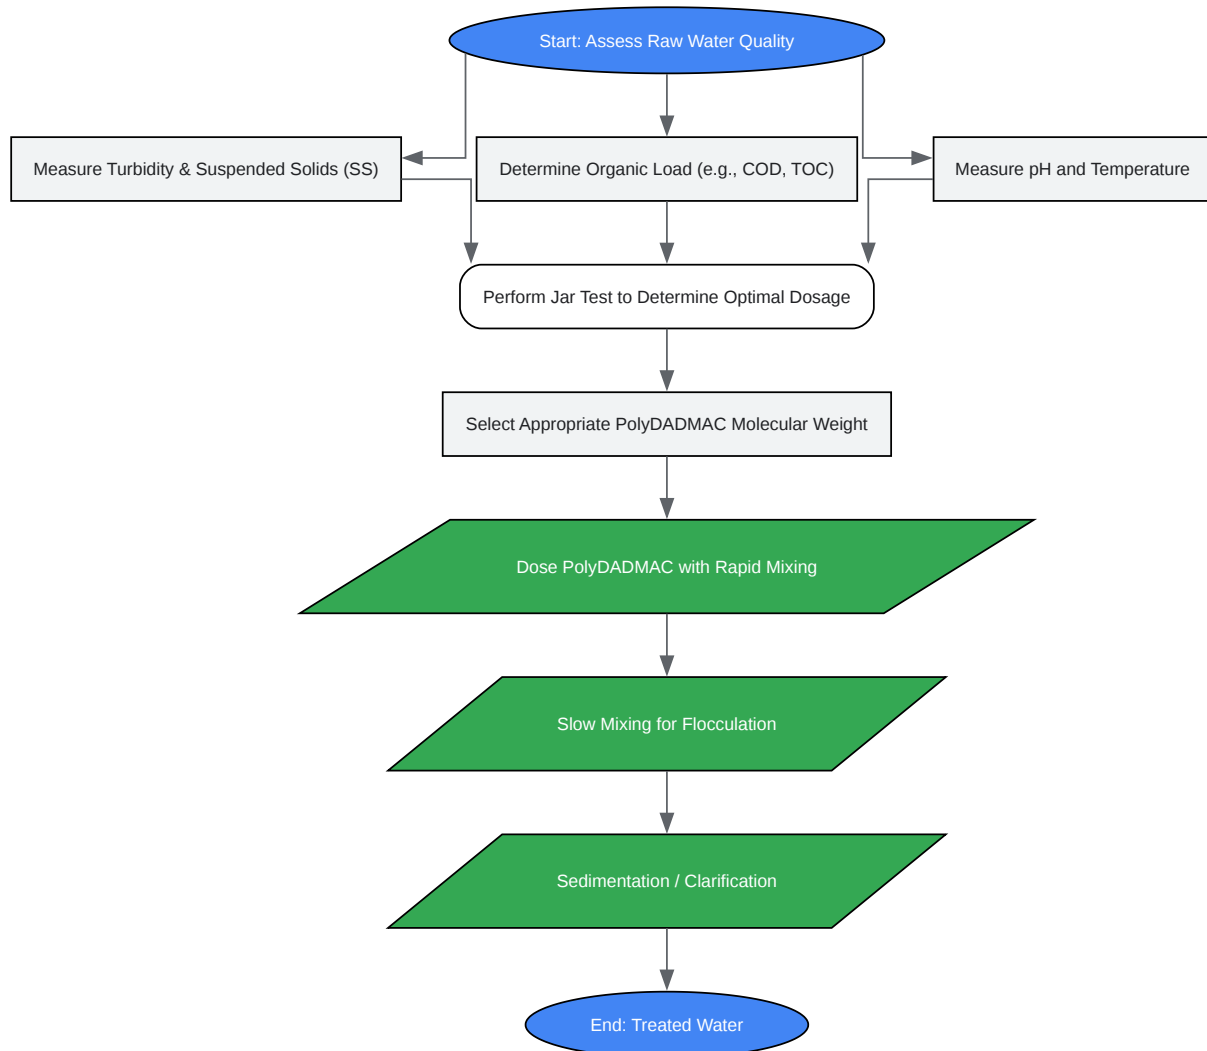 Start: Assess Raw Water Quality
Measure Turbidity & Suspended Solids (SS)
Determine Organic Load (e.g., COD, TOC)
Measure pH and Temperature
Perform Jar Test to Determine Optimal Dosage
Select Appropriate PolyDADMAC Molecular Weight
Dose PolyDADMAC with Rapid Mixing
Slow Mixing for Flocculation
Sedimentation / Clarification
End: Treated Water